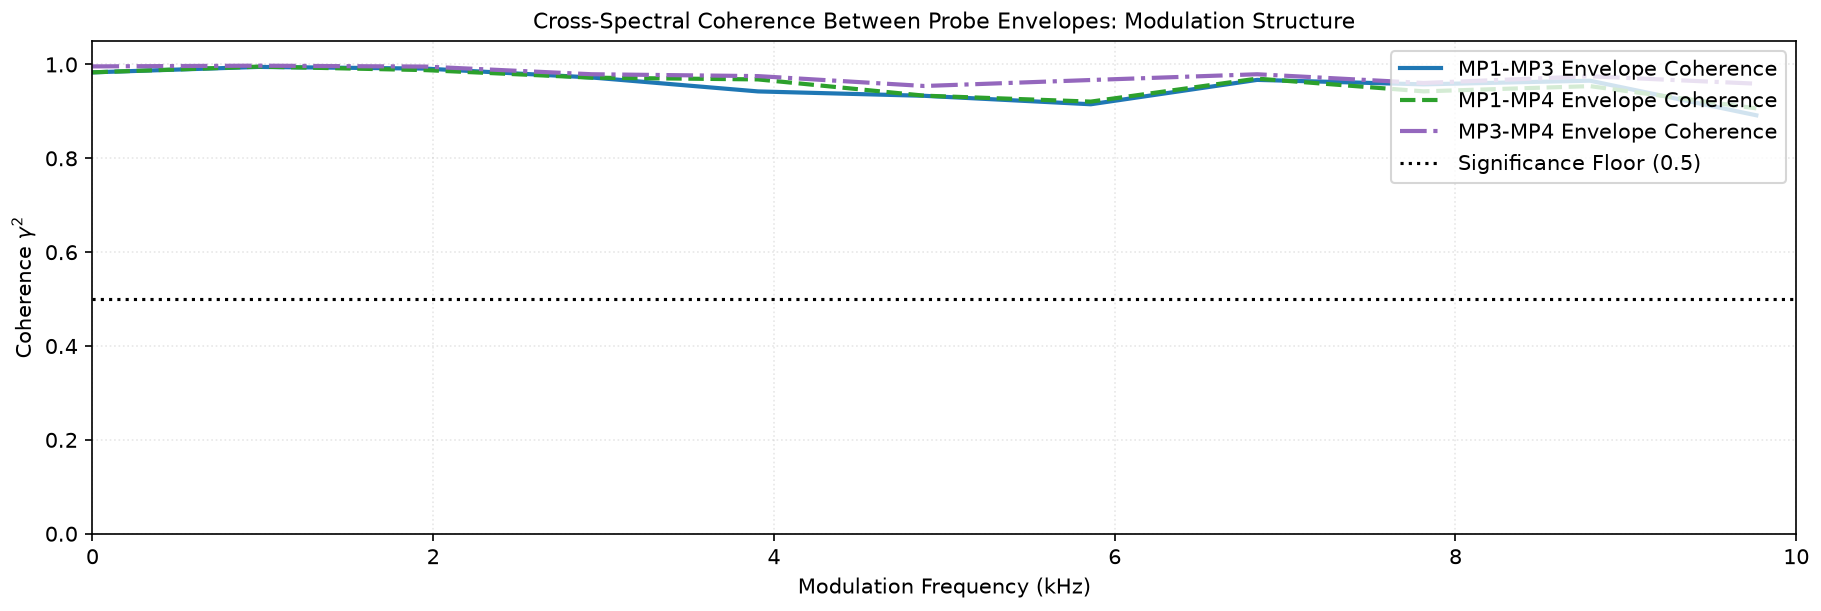 Cross-Spectral Coherence Between Probe Envelopes: Modulation Structure
1.0
0.8
0.6
0.4
0.2
0.0
Coherence γ²
MP1-MP3 Envelope Coherence
MP1-MP4 Envelope Coherence
MP3-MP4 Envelope Coherence
Significance Floor (0.5)
0 2 4 6 8 10
Modulation Frequency (kHz)